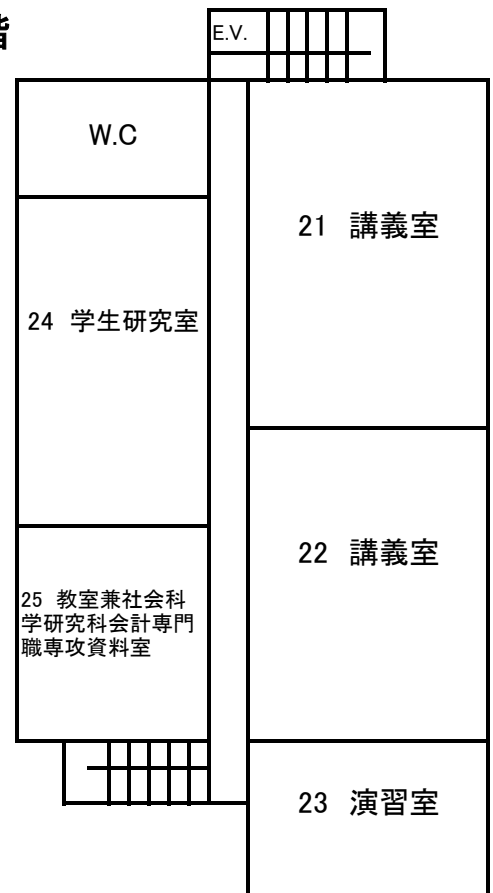 階
E.V.
W.C
21 講義室
24 学生研究室
22 講義室
25 教室兼社会科
学研究科会計専門
職専攻資料室
23 演習室